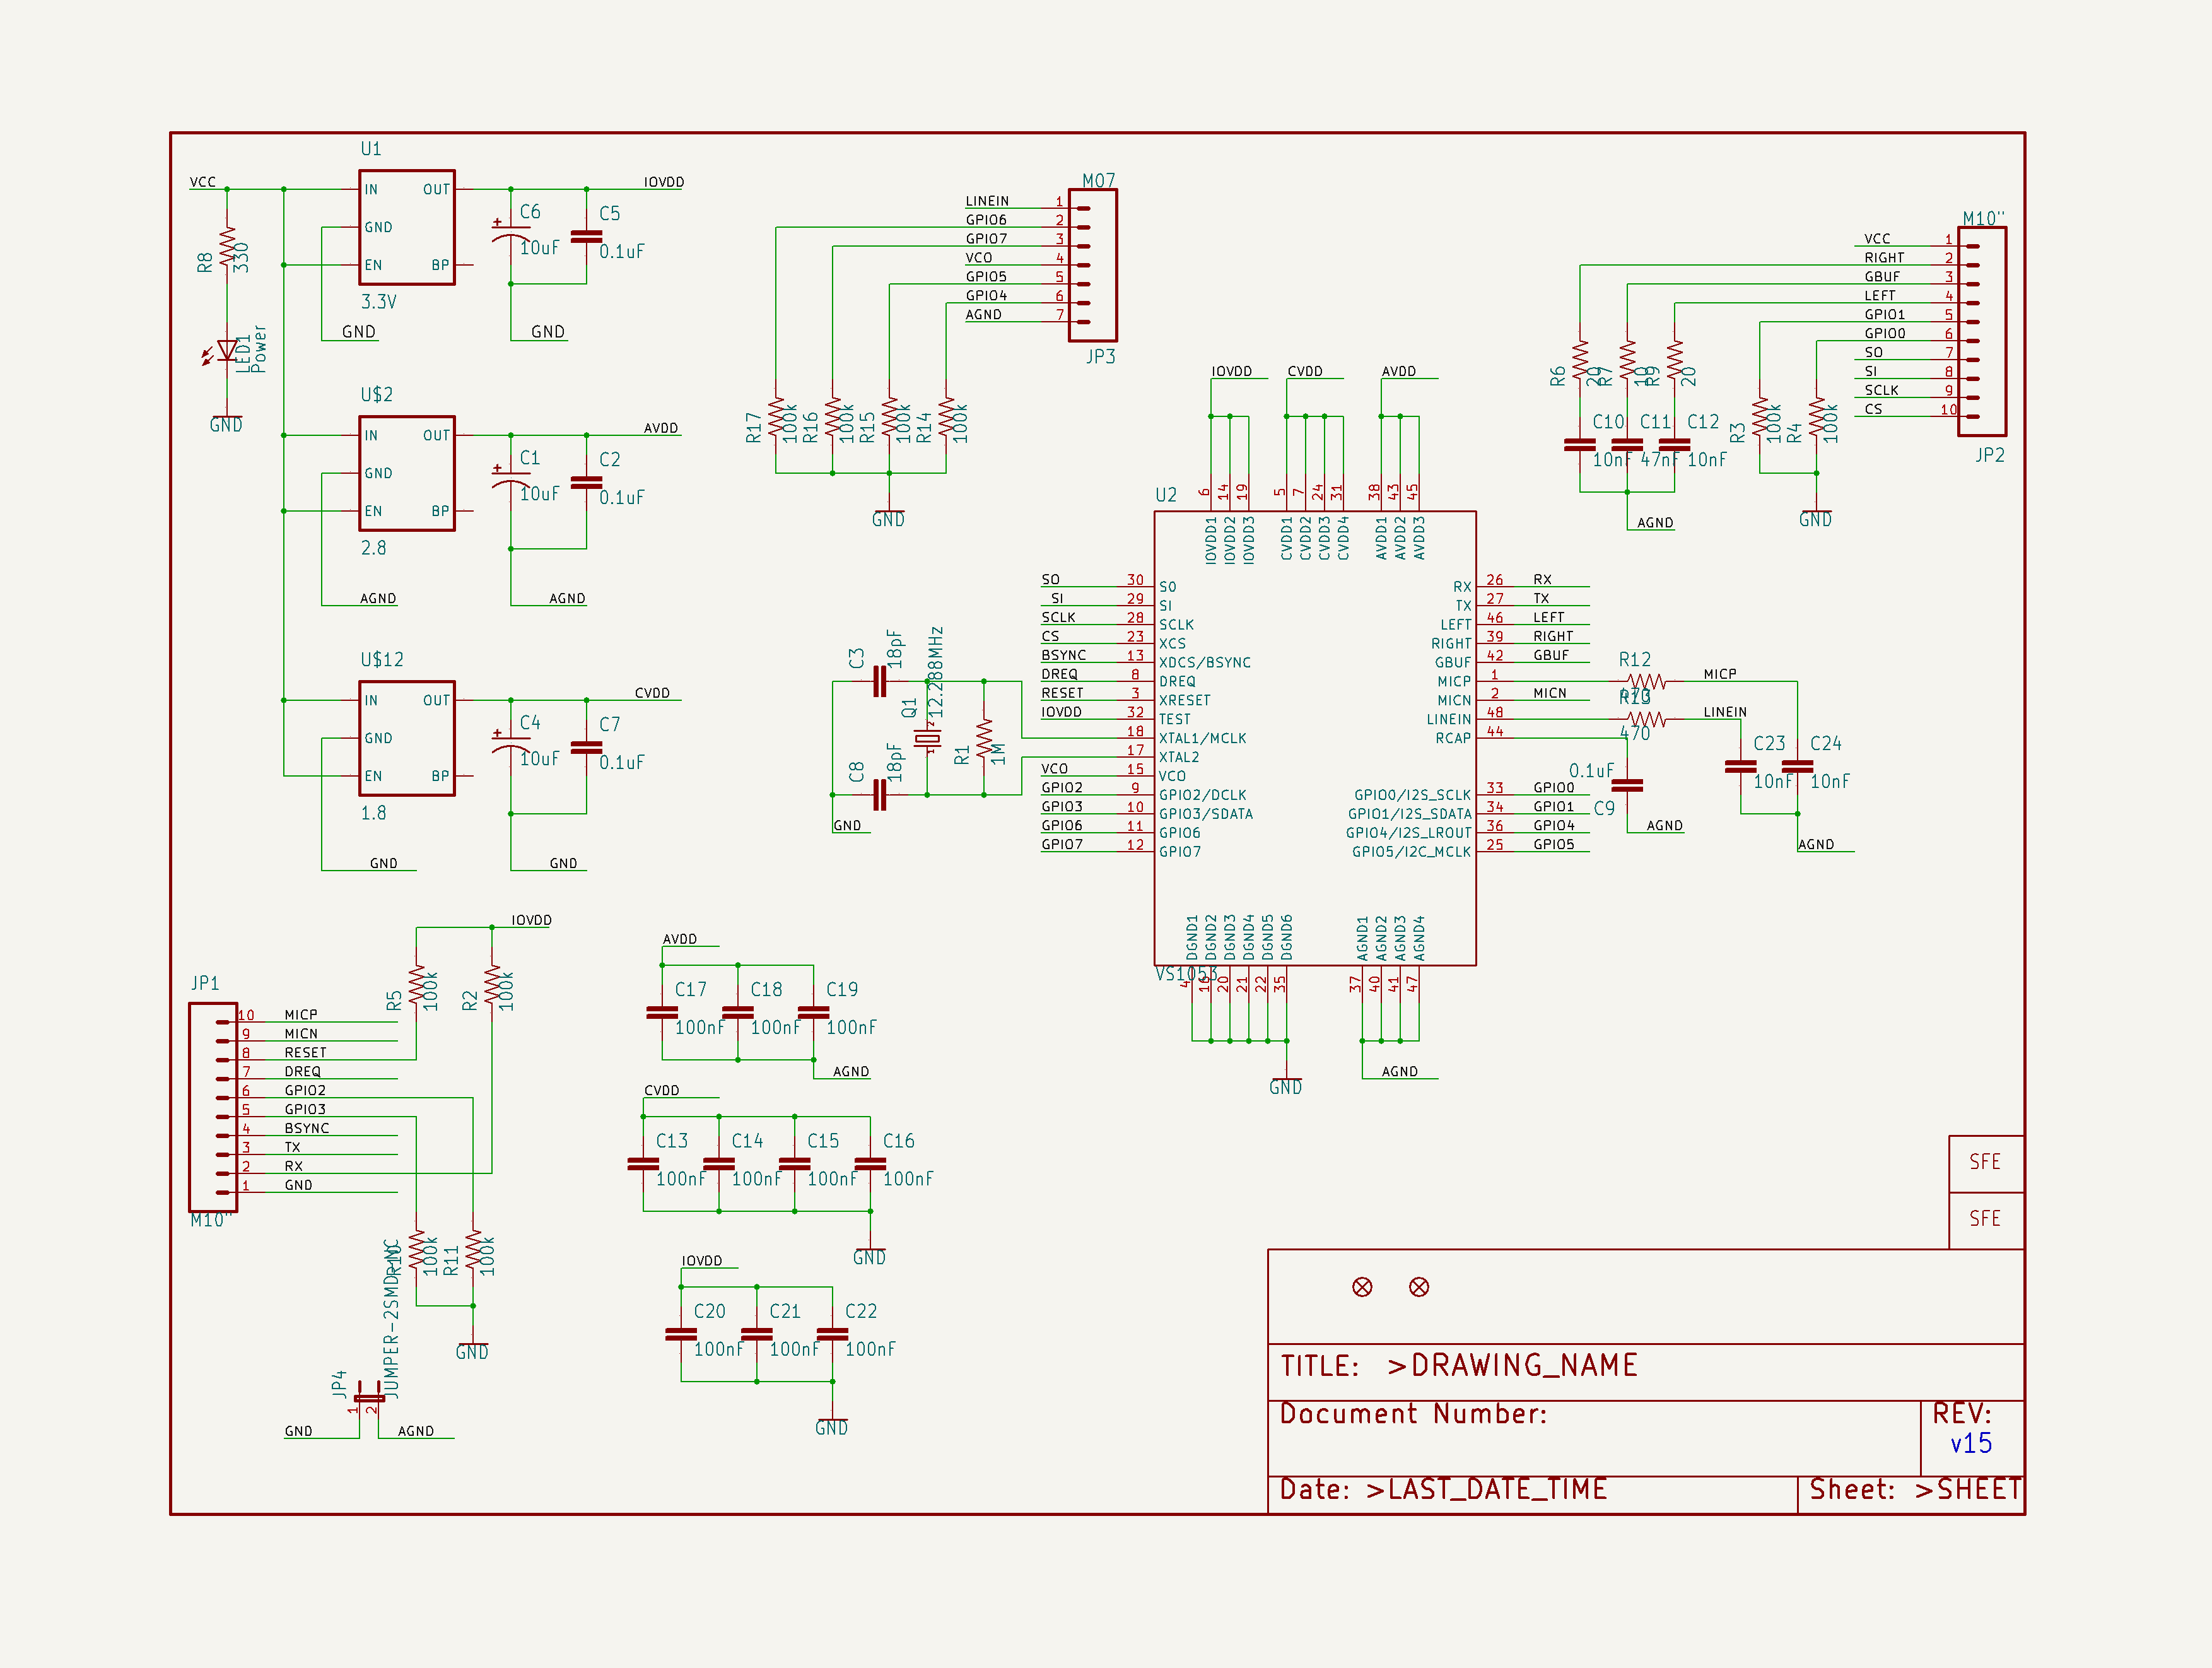 U1
VCC
IN
OUT
IOVDD
GND
EN
BP
3.3V
C6
10uF
C5
0.1uF
GND
GND
R8
330
LED1
Power
GND
U$2
IN
OUT
AVDD
GND
EN
BP
2.8
C1
10uF
C2
0.1uF
AGND
AGND
U$12
IN
OUT
CVDD
GND
EN
BP
1.8
C4
10uF
C7
0.1uF
GND
GND
M07
LINEIN 1
GPIO6 2
GPIO7 3
VCO 4
GPIO5 5
GPIO4 6
AGND 7
JP3
R17 100k
R16 100k
R15 100k
R14 100k
GND
M10"
VCC 1
RIGHT 2
GBUF 3
LEFT 4
GPIO1 5
GPIO0 6
SO 7
SI 8
SCLK 9
CS 10
JP2
R6 20
R7 10
R9 20
C10 C11 C12
10nF 47nF 10nF
AGND
R3 100k
R4 100k
GND
IOVDD CVDD AVDD
U2
6 14 19 5 7 24 31 38 43 45
IOVDD1 IOVDD2 IOVDD3 CVDD1 CVDD2 CVDD3 CVDD4 AVDD1 AVDD2 AVDD3
SO 30 SO
SI 29 SI
SCLK 28 SCLK
CS 23 XCS
BSYNC 13 XDCS/BSYNC
DREQ 8 DREQ
RESET 3 XRESET
IOVDD 32 TEST
18 XTAL1/MCLK
17 XTAL2
VCO 15 VCO
GPIO2 9 GPIO2/DCLK
GPIO3 10 GPIO3/SDATA
GPIO6 11 GPIO6
GPIO7 12 GPIO7
RX 26 RX
TX 27 TX
LEFT 46 LEFT
RIGHT 39 RIGHT
GBUF 42 GBUF
MICP 1
MICN 2 MICN
LINEIN 48
RCAP 44
GPIO0/I2S_SCLK 33 GPIO0
GPIO1/I2S_SDATA 34 GPIO1
GPIO4/I2S_LROUT 36 GPIO4
GPIO5/I2C_MCLK 25 GPIO5
DGND1 DGND2 DGND3 DGND4 DGND5 DGND6 AGND1 AGND2 AGND3 AGND4
VS1053
4 16 20 21 22 35 37 40 41 47
GND
AGND
C3 18pF
C8 18pF
Q1 12.288MHz
2
1
R1 1M
GND
R12
470
MICP
R13
470
LINEIN
0.1uF
C9
AGND
C23 C24
10nF 10nF
AGND
IOVDD
R5 100k
R2 100k
JP1
10 MICP
9 MICN
8 RESET
7 DREQ
6 GPIO2
5 GPIO3
4 BSYNC
3 TX
2 RX
1 GND
M10"
R10 100k
R11 100k
GND
JP4
JUMPER-2SMD-NC
1 2
GND AGND
AVDD
C17 C18 C19
100nF 100nF 100nF
AGND
CVDD
C13 C14 C15 C16
100nF 100nF 100nF 100nF
GND
IOVDD
C20 C21 C22
100nF 100nF 100nF
GND
SFE
SFE
TITLE: >DRAWING_NAME
Document Number:
REV:
v15
Date: >LAST_DATE_TIME
Sheet: >SHEET